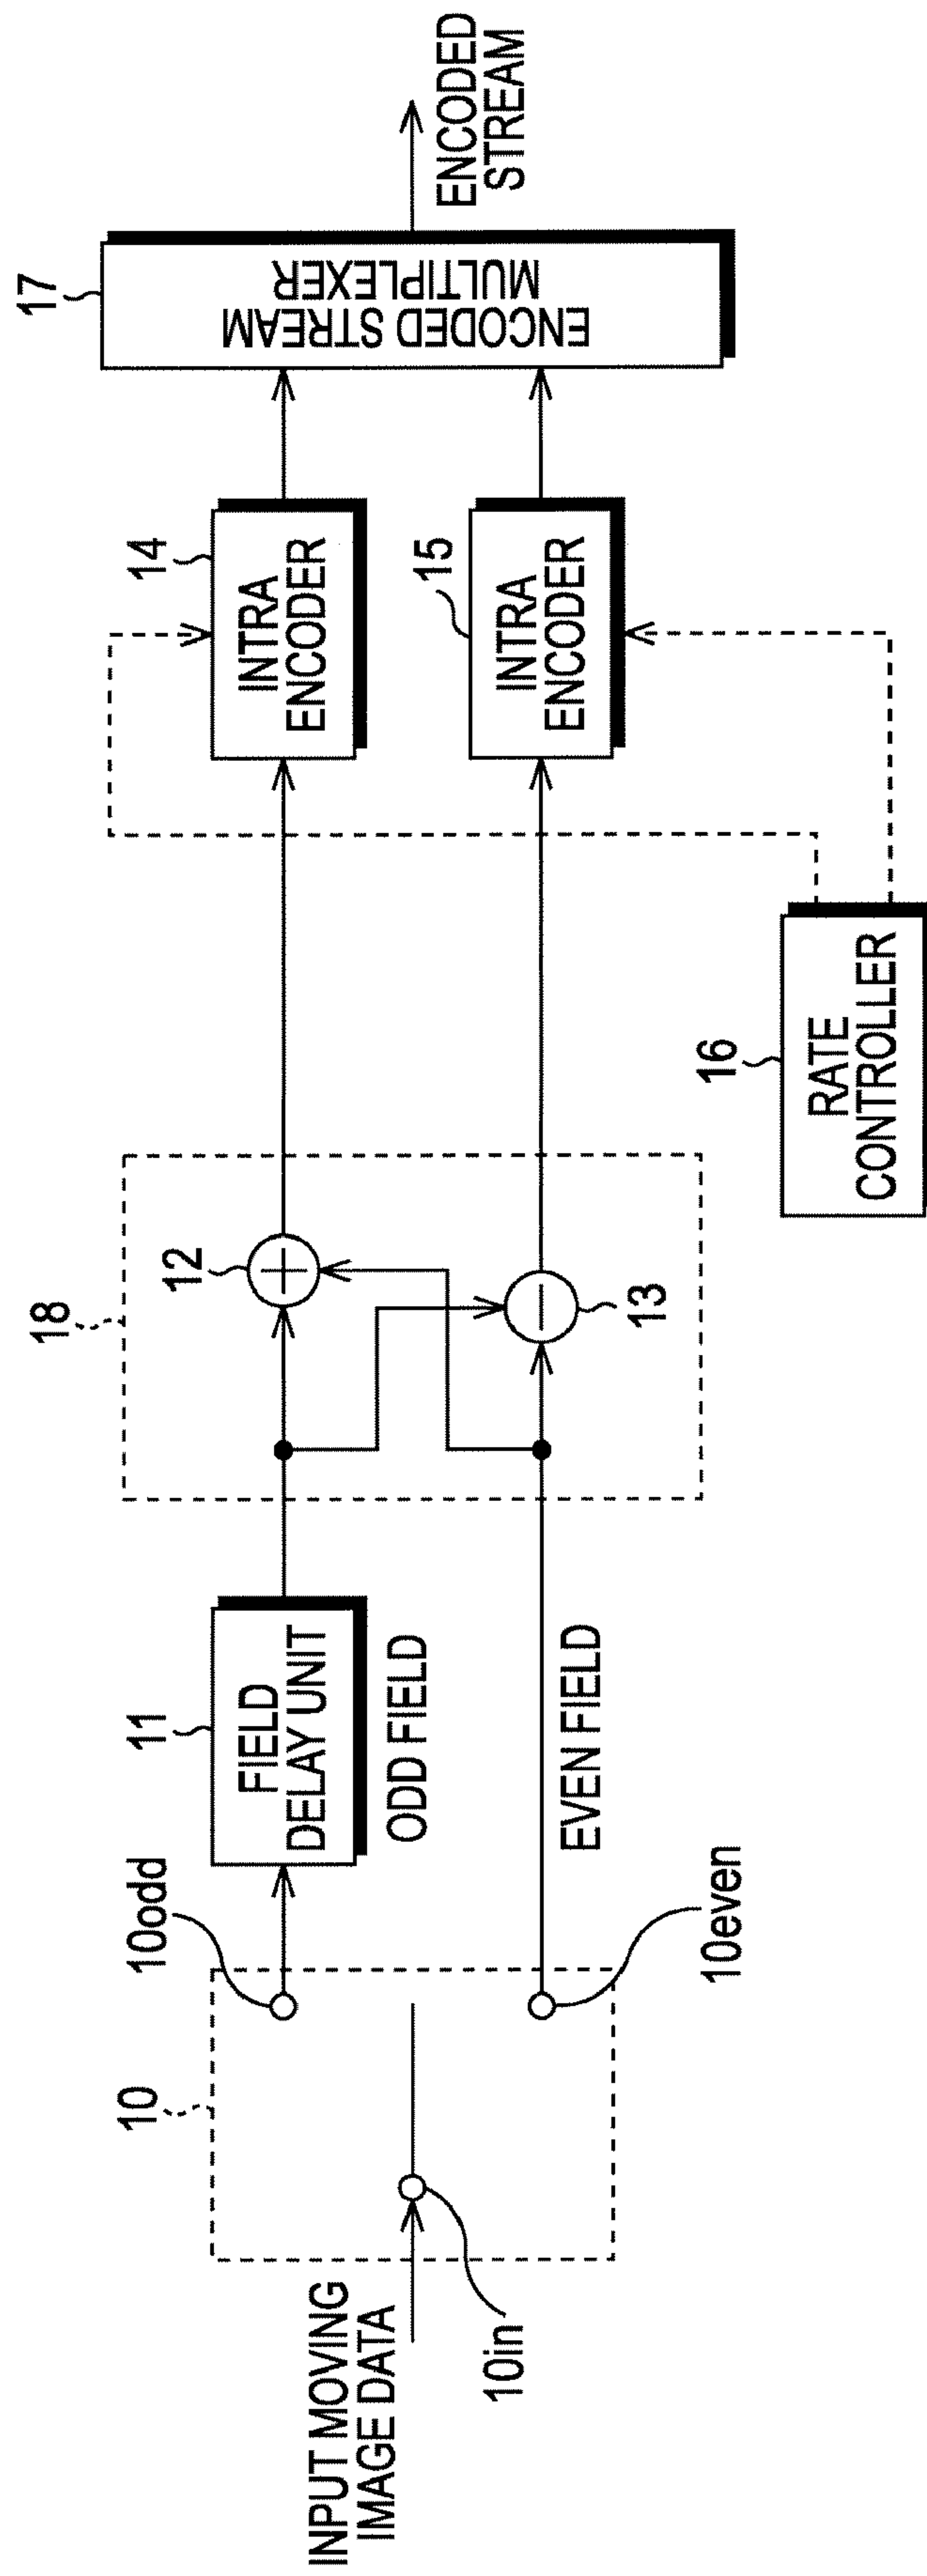 INPUT MOVING
IMAGE DATA
10in
10
10odd
10even
11
FIELD
DELAY UNIT
ODD FIELD
EVEN FIELD
18
12
13
16
RATE
CONTROLLER
14
INTRA
ENCODER
15
INTRA
ENCODER
17
ENCODED STREAM
MULTIPLEXER
ENCODED
STREAM